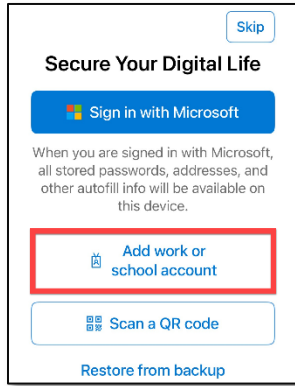 Skip
Secure Your Digital Life
Sign in with Microsoft
When you are signed in with Microsoft,
all stored passwords, addresses, and
other autofill info will be available on
this device.
Add work or
school account
Scan a QR code
Restore from backup